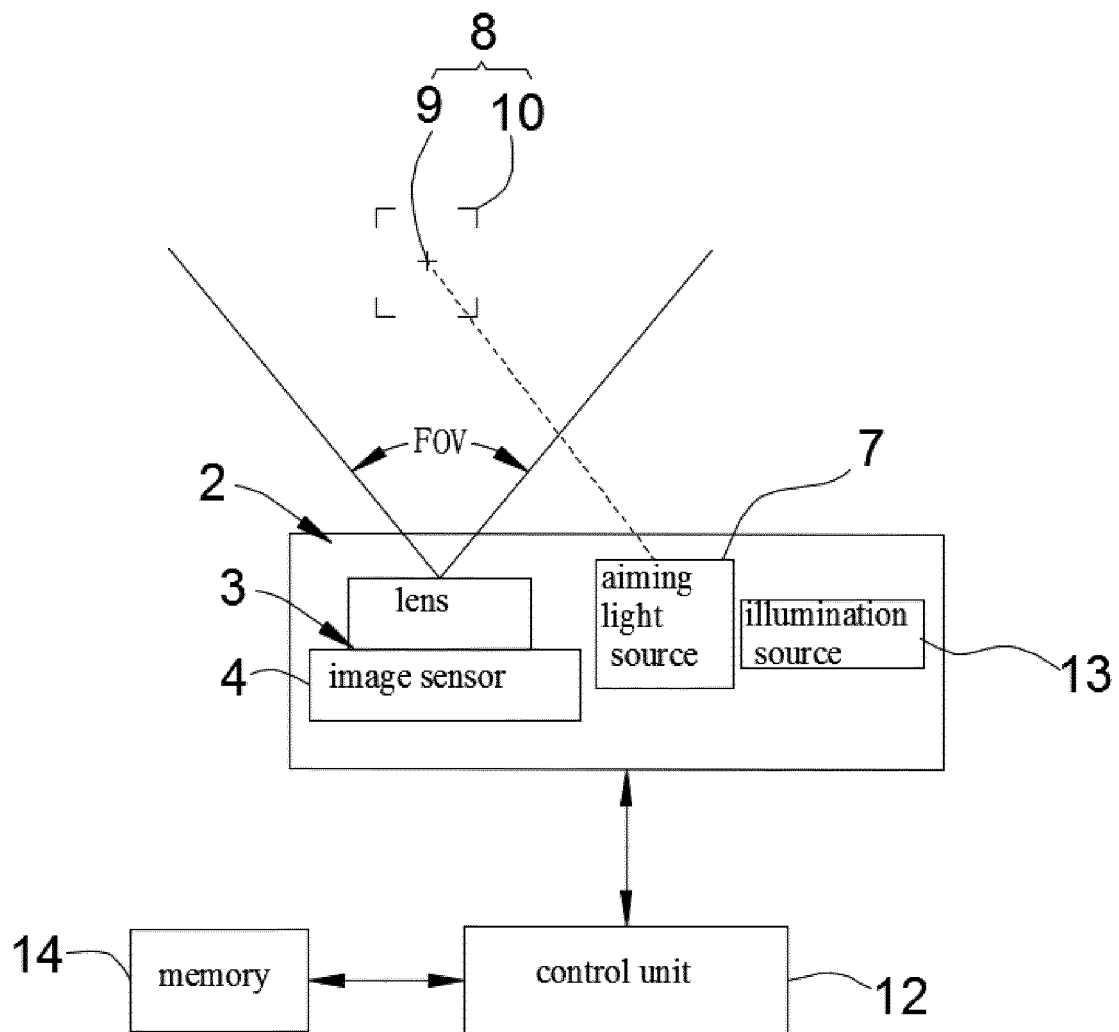 8
9 10
FOV
7
2
lens
aiming
light
source
illumination
source
3
4
image sensor
13
14
memory
control unit
12